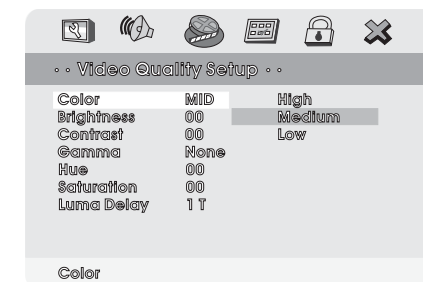 · · Video Quality Setup · ·
Color MID High
Brightness 00 Medium
Contrast 00 Low
Gamma None
Hue 00
Saturation 00
Luma Delay 1 T
Color